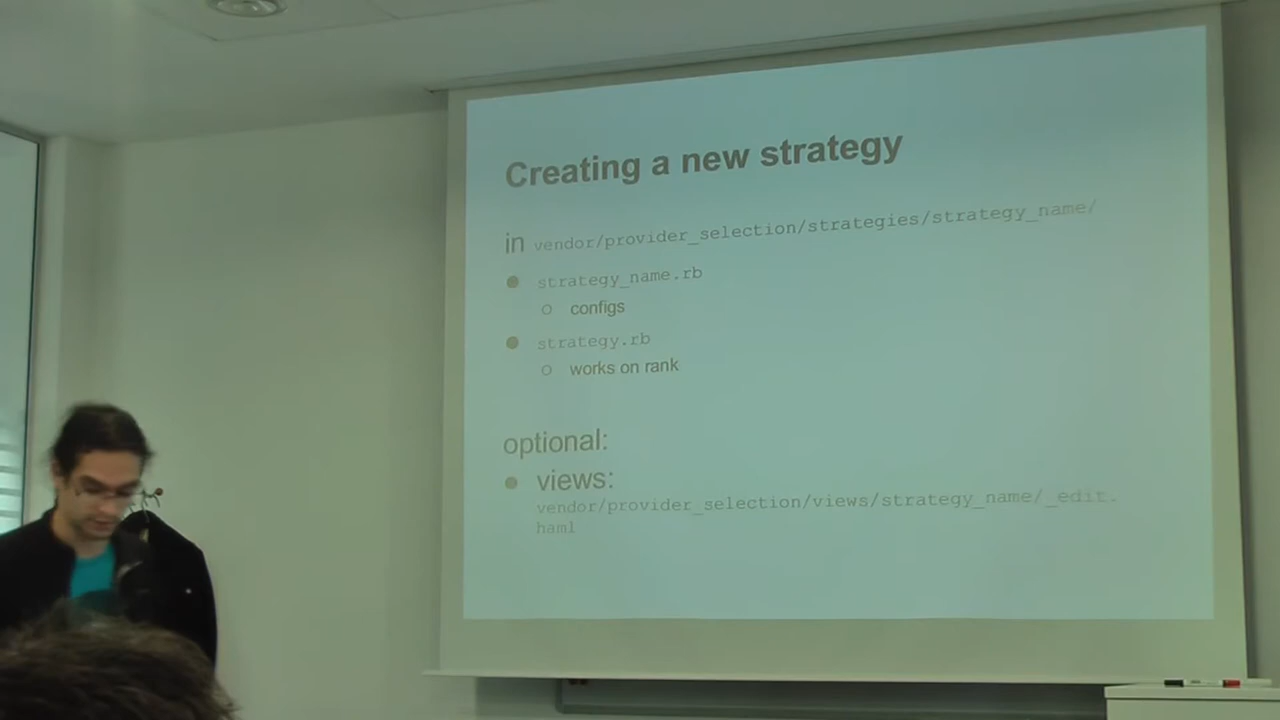 Creating a new strategy
in vendor/provider_selection/strategies/strategy_name/
strategy_name.rb
configs
strategy.rb
works on rank
optional:
views:
vendor/provider_selection/views/strategy_name/_edit.
haml